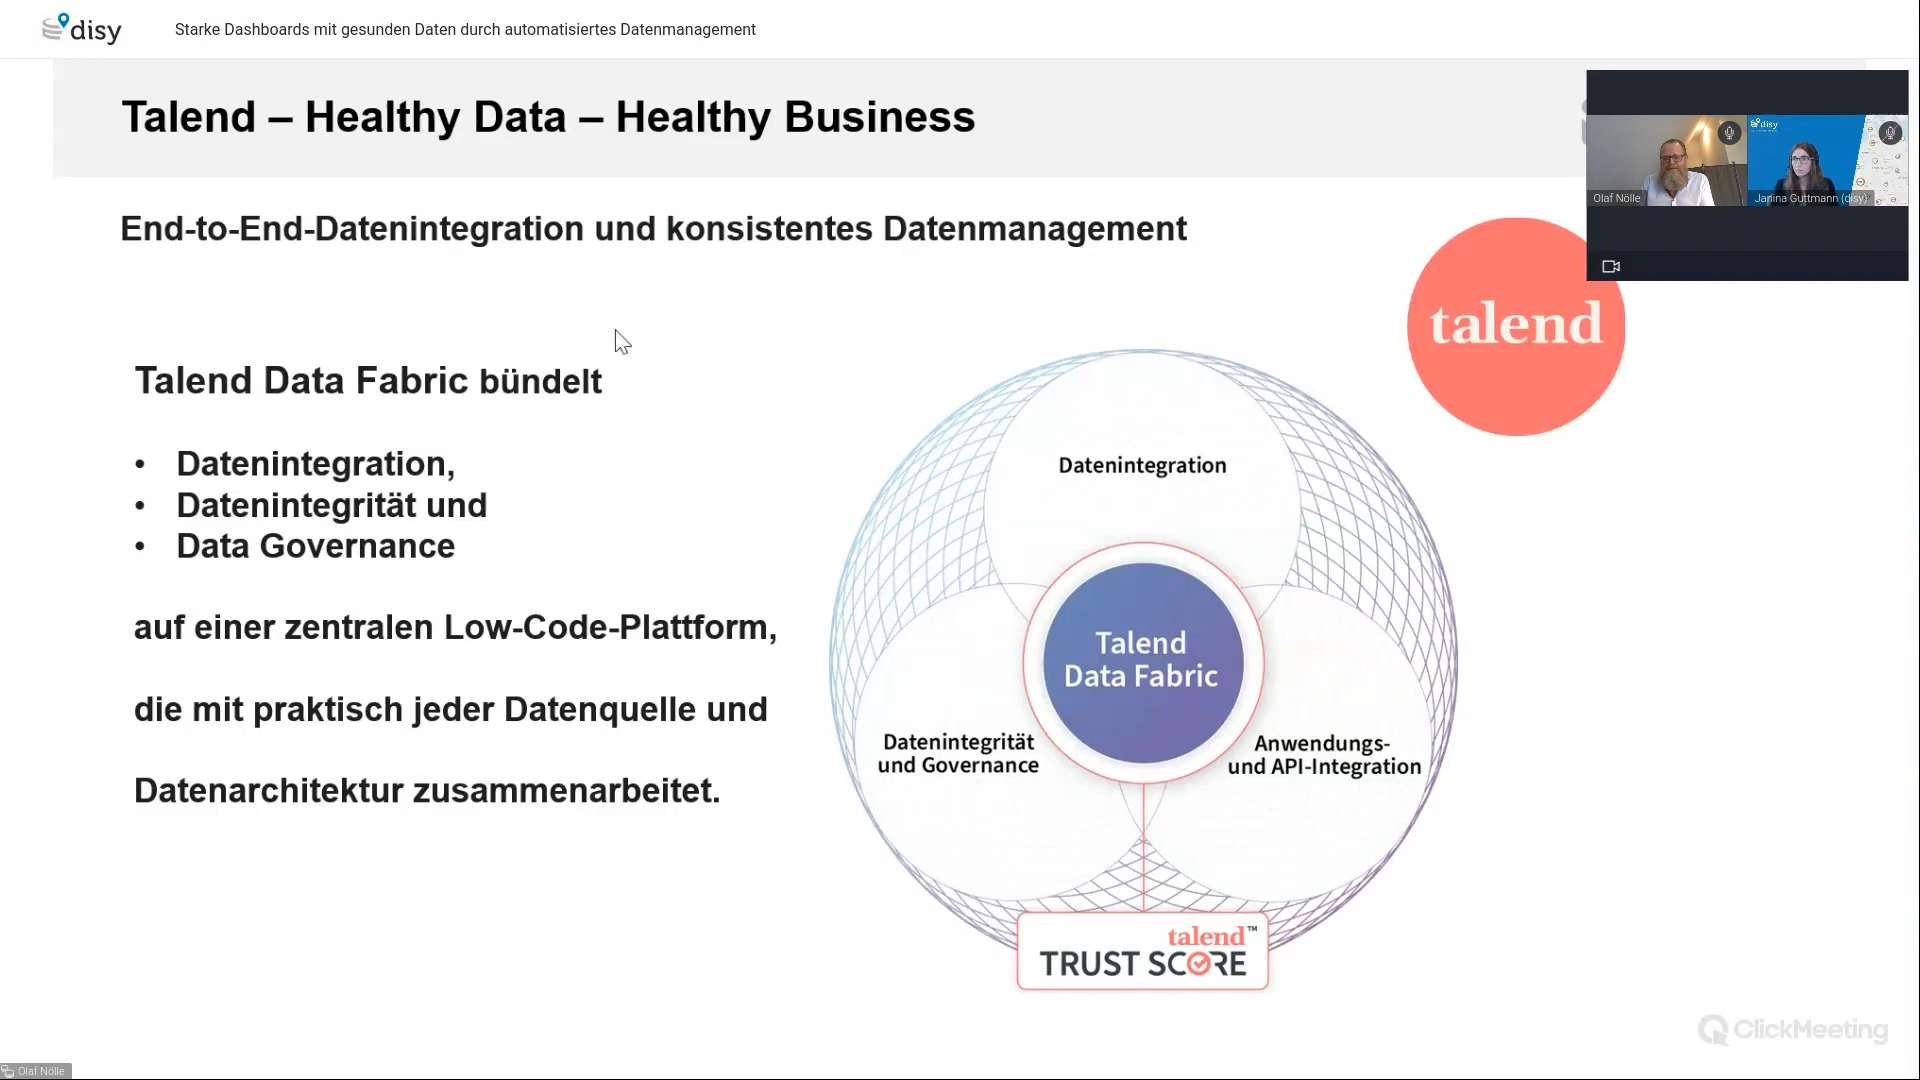 disy
Starke Dashboards mit gesunden Daten durch automatisiertes Datenmanagement
Talend – Healthy Data – Healthy Business
disy
Olaf Nölle
Janina Guttmann (disy)
End-to-End-Datenintegration und konsistentes Datenmanagement
talend
Talend Data Fabric bündelt
• Datenintegration,
• Datenintegrität und
• Data Governance
auf einer zentralen Low-Code-Plattform,
die mit praktisch jeder Datenquelle und
Datenarchitektur zusammenarbeitet.
Datenintegration
Talend
Data Fabric
Datenintegrität
und Governance
Anwendungs-
und API-Integration
talend™
TRUST SCORE
ClickMeeting
Olaf Nölle